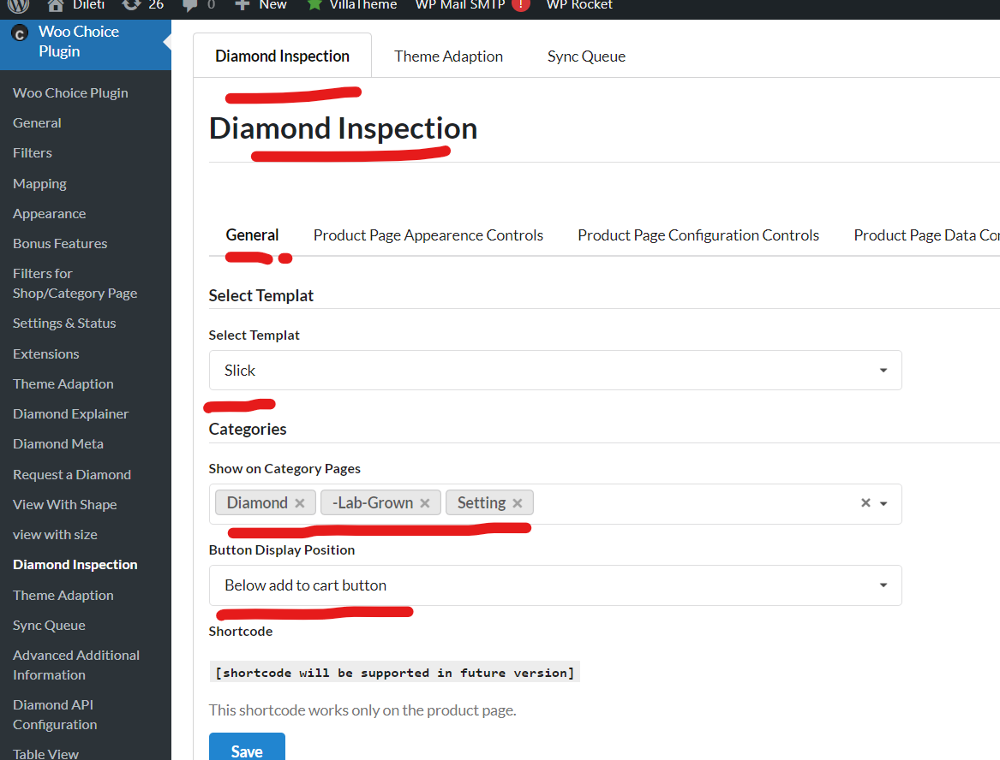 Dileti 26 0 New VillaTheme WP Mail SMTP ! WP Rocket
Woo Choice
Plugin
Woo Choice Plugin
General
Filters
Mapping
Appearance
Bonus Features
Filters for
Shop/Category Page
Settings & Status
Extensions
Theme Adaption
Diamond Explainer
Diamond Meta
Request a Diamond
View With Shape
view with size
Diamond Inspection
Theme Adaption
Sync Queue
Advanced Additional
Information
Diamond API
Configuration
Table View
Diamond Inspection Theme Adaption Sync Queue
Diamond Inspection
General Product Page Appearence Controls Product Page Configuration Controls Product Page Data Con
Select Templat
Select Templat
Slick
Categories
Show on Category Pages
Diamond × -Lab-Grown × Setting × ×
Button Display Position
Below add to cart button
Shortcode
[shortcode will be supported in future version]
This shortcode works only on the product page.
Save